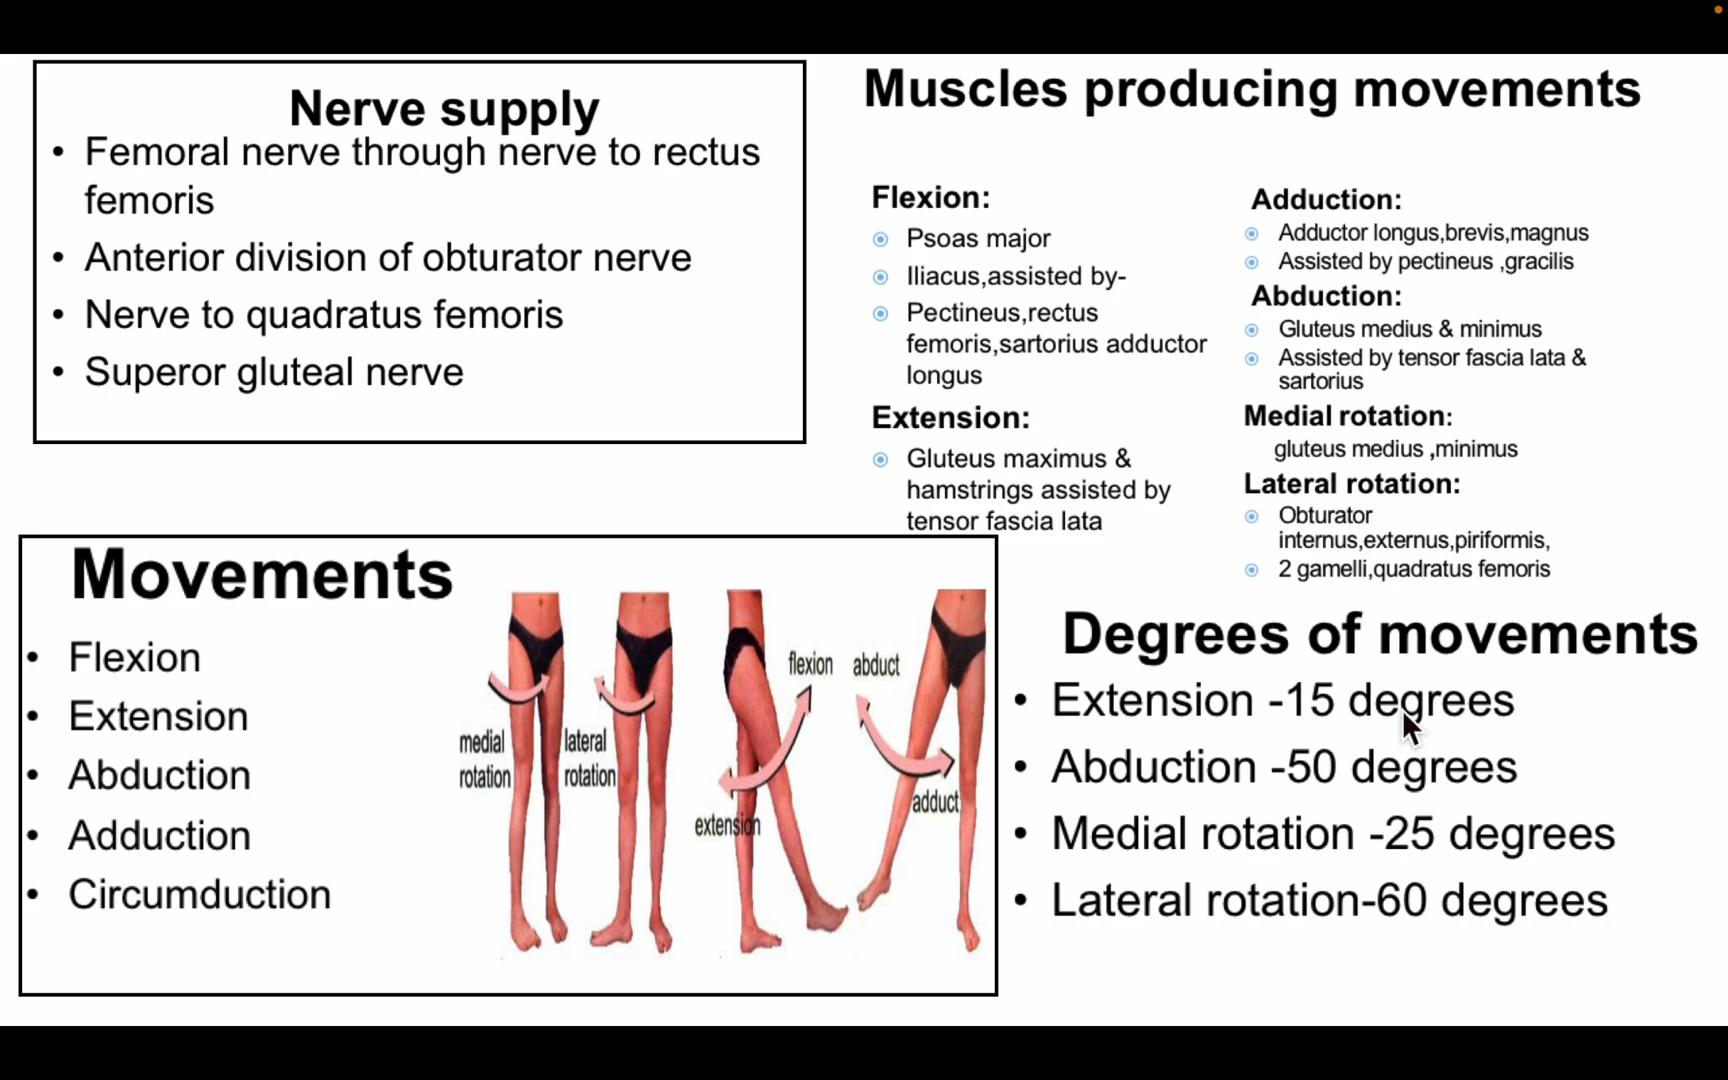 Nerve supply
• Femoral nerve through nerve to rectus
femoris
• Anterior division of obturator nerve
• Nerve to quadratus femoris
• Superor gluteal nerve
Muscles producing movements
Flexion:
Psoas major
Iliacus,assisted by-
Pectineus,rectus
femoris,sartorius adductor
longus
Extension:
Gluteus maximus &
hamstrings assisted by
tensor fascia lata
Adduction:
Adductor longus,brevis,magnus
Assisted by pectineus ,gracilis
Abduction:
Gluteus medius & minimus
Assisted by tensor fascia lata &
sartorius
Medial rotation:
gluteus medius ,minimus
Lateral rotation:
Obturator
internus,externus,piriformis,
2 gamelli,quadratus femoris
Movements
• Flexion
• Extension
• Abduction
• Adduction
• Circumduction
medial
rotation
lateral
rotation
flexion
extension
abduct
adduct
Degrees of movements
• Extension -15 degrees
• Abduction -50 degrees
• Medial rotation -25 degrees
• Lateral rotation-60 degrees